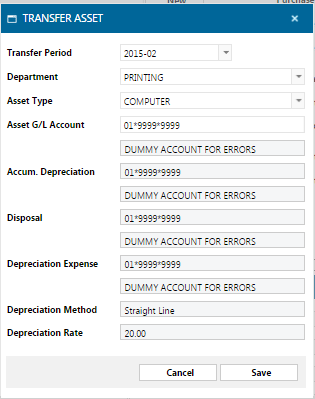 New
Purchase
TRANSFER ASSET ×
Transfer Period 2015-02
Department PRINTING
Asset Type COMPUTER
Asset G/L Account 01*9999*9999
DUMMY ACCOUNT FOR ERRORS
Accum. Depreciation 01*9999*9999
DUMMY ACCOUNT FOR ERRORS
Disposal 01*9999*9999
DUMMY ACCOUNT FOR ERRORS
Depreciation Expense 01*9999*9999
DUMMY ACCOUNT FOR ERRORS
Depreciation Method Straight Line
Depreciation Rate 20.00
Cancel Save